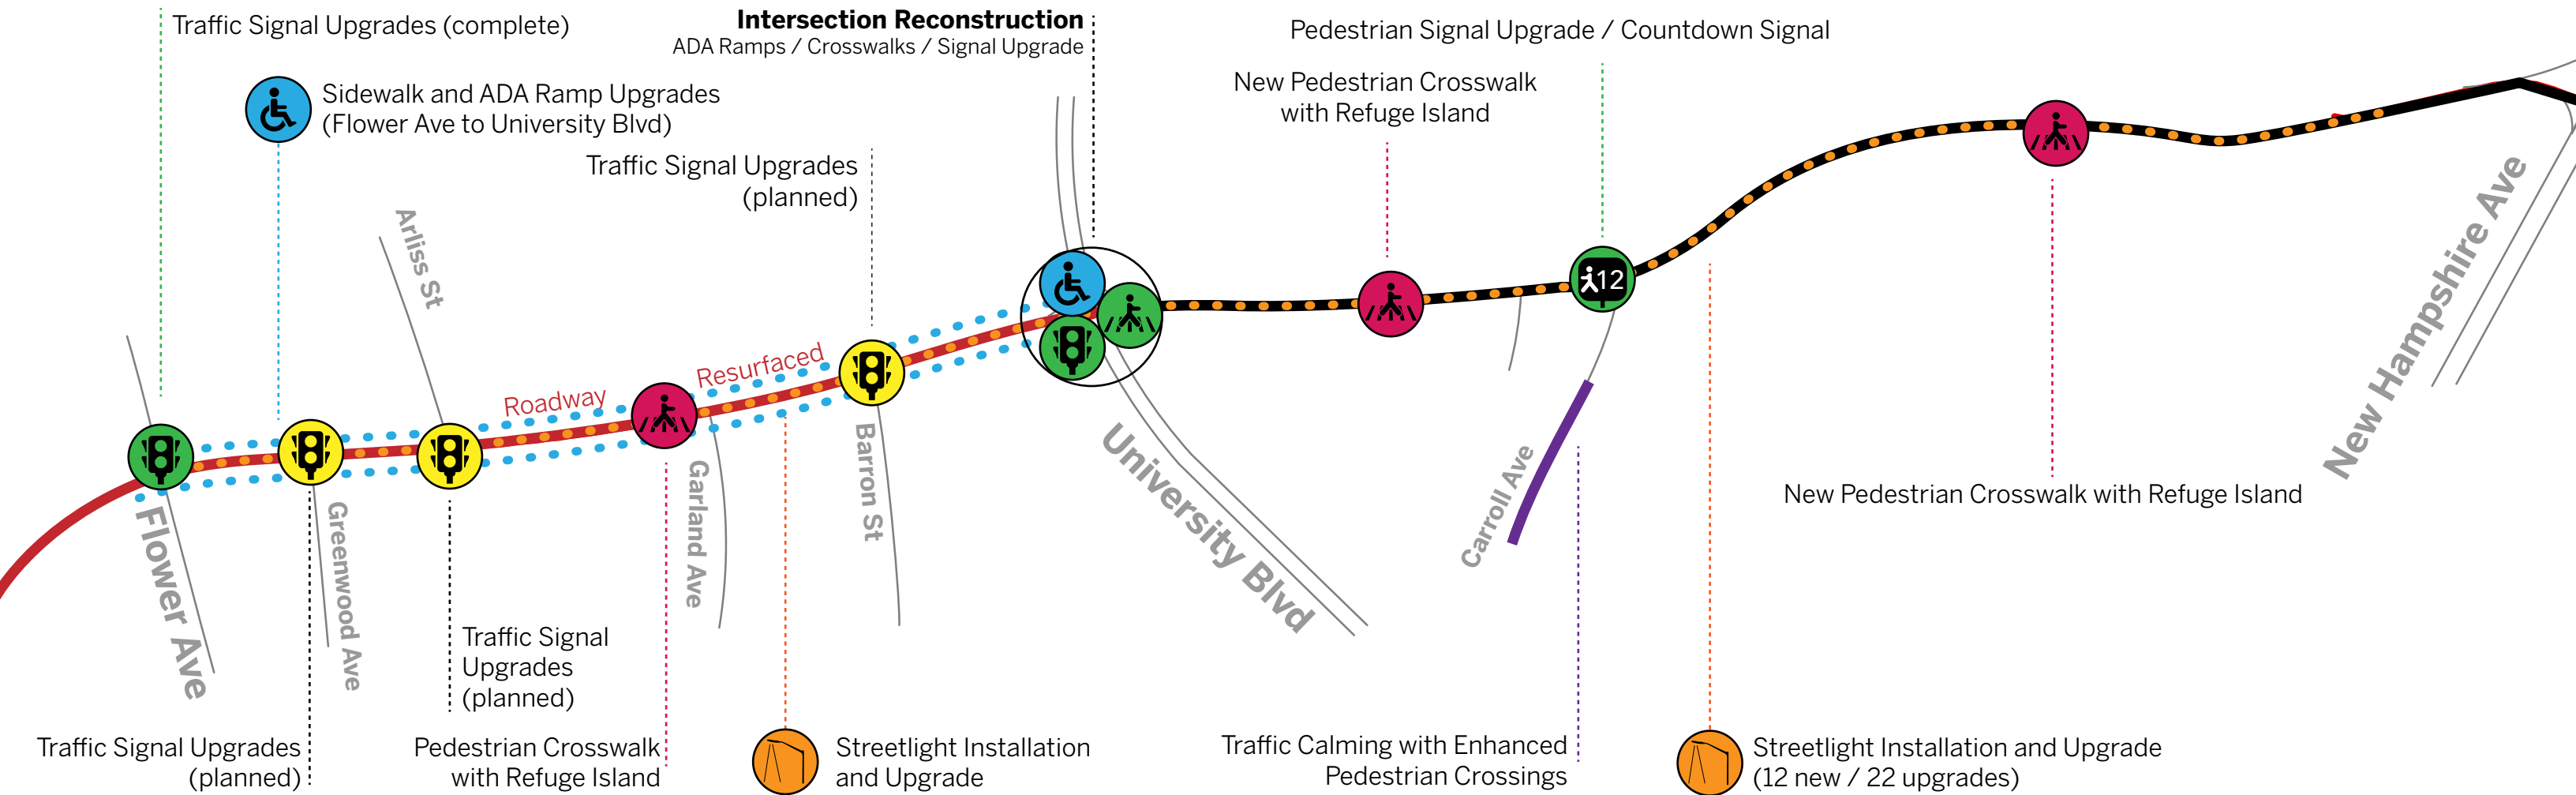 Traffic Signal Upgrades (complete)
Intersection Reconstruction
ADA Ramps / Crosswalks / Signal Upgrade
Pedestrian Signal Upgrade / Countdown Signal
Sidewalk and ADA Ramp Upgrades
(Flower Ave to University Blvd)
New Pedestrian Crosswalk
with Refuge Island
Traffic Signal Upgrades
(planned)
Arliss St
New Hampshire Ave
12
Resurfaced
Roadway
Flower Ave
Greenwood Ave
Garland Ave
Barron St
University Blvd
Carroll Ave
New Pedestrian Crosswalk with Refuge Island
Traffic Signal
Upgrades
(planned)
Traffic Signal Upgrades
(planned)
Pedestrian Crosswalk
with Refuge Island
Streetlight Installation
and Upgrade
Traffic Calming with Enhanced
Pedestrian Crossings
Streetlight Installation and Upgrade
(12 new / 22 upgrades)